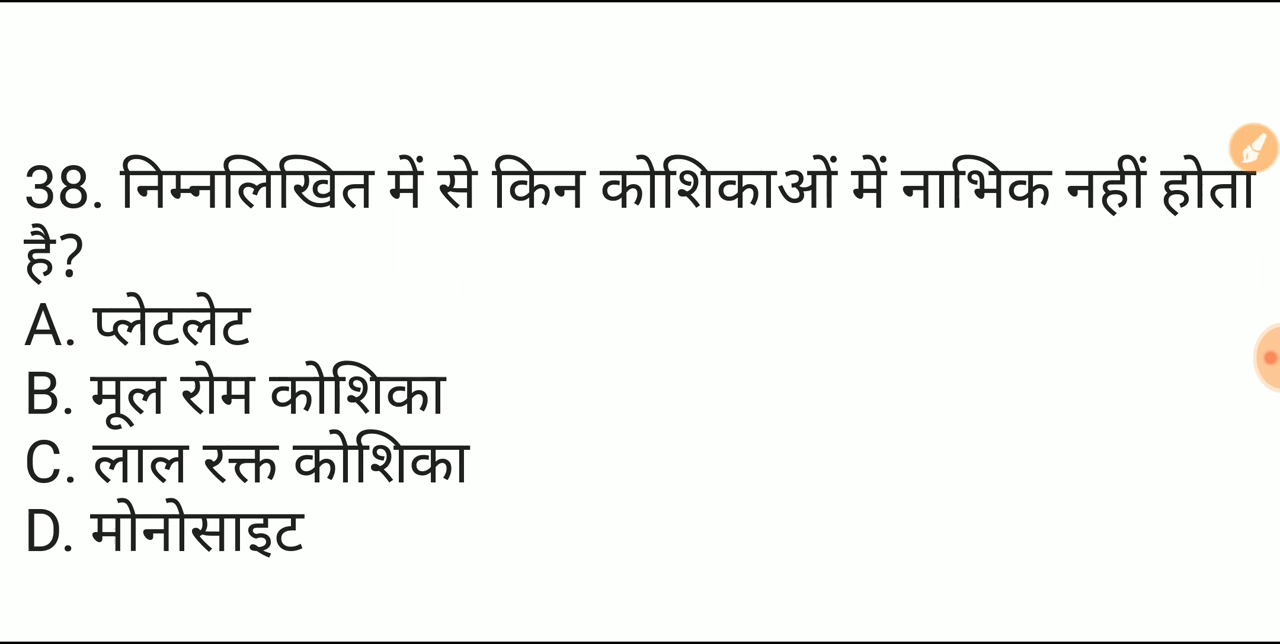 38. निम्नलिखित में से किन कोशिकाओं में नाभिक नहीं होता
है?
A. प्लेटलेट
B. मूल रोम कोशिका
C. लाल रक्त कोशिका
D. मोनोसाइट